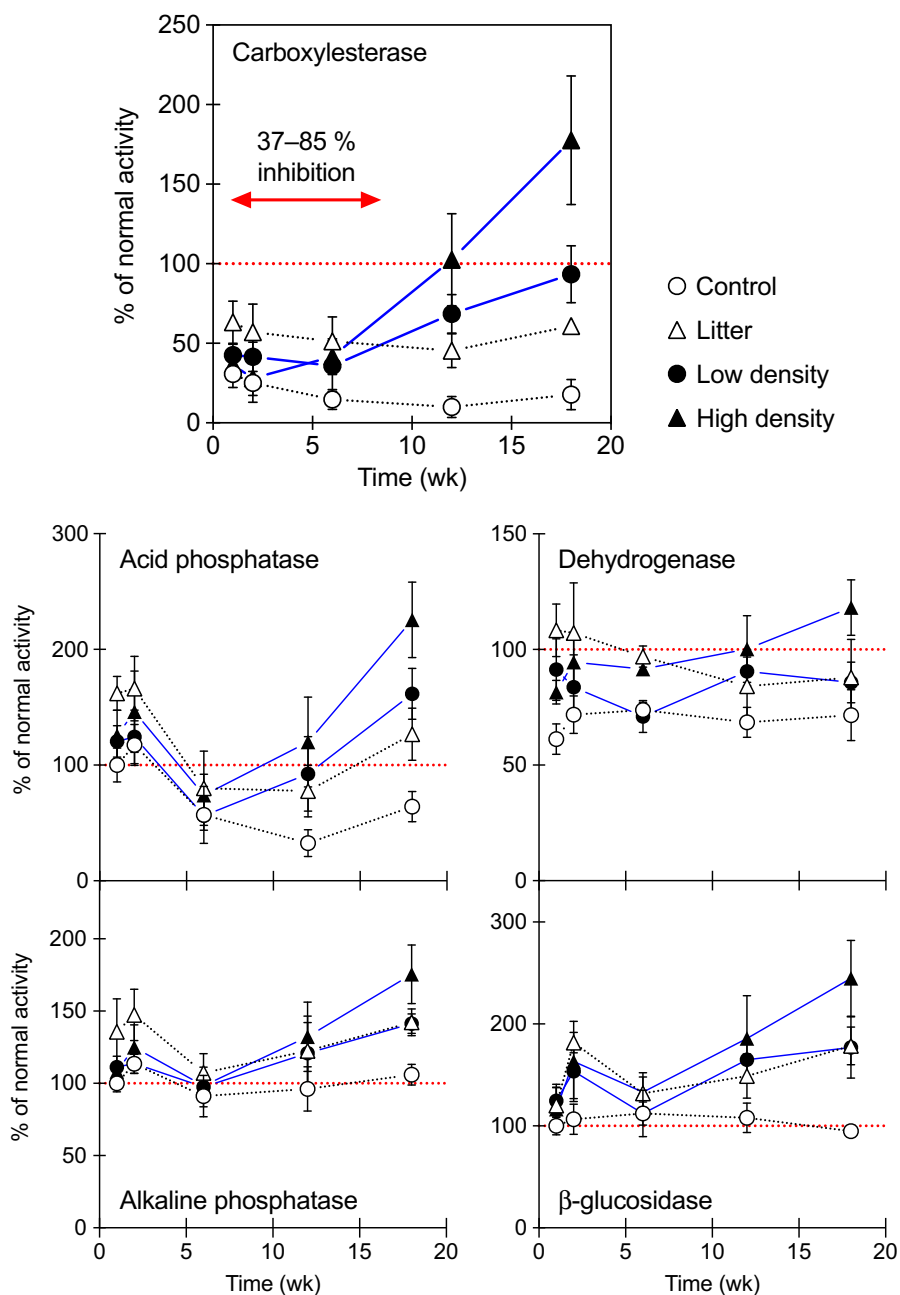 Carboxylesterase
37–85 %
inhibition
% of normal activity
250
200
150
100
50
0
0 5 10 15 20
Time (wk)
Control
Litter
Low density
High density
Acid phosphatase
% of normal activity
300
200
100
0
Dehydrogenase
150
100
50
0
Alkaline phosphatase
% of normal activity
200
150
100
50
0
0 5 10 15 20
Time (wk)
β-glucosidase
300
200
100
0
0 5 10 15 20
Time (wk)